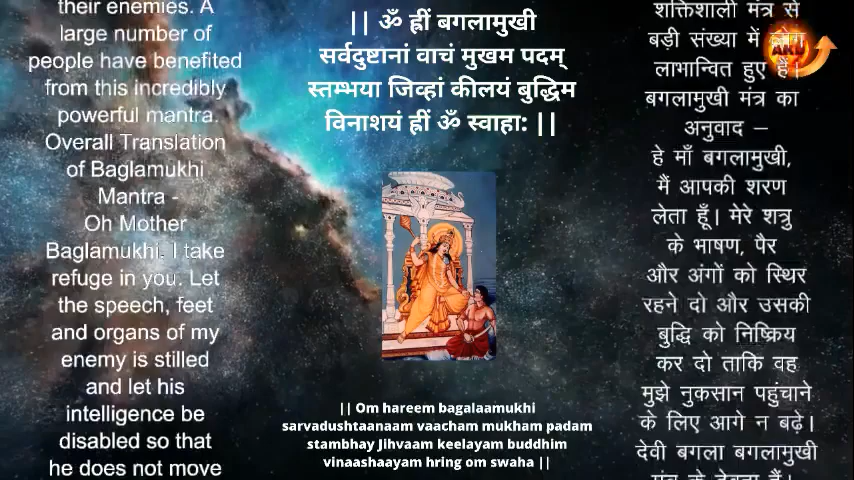 their enemies. A
large number of
people have benefited
from this incredibly
powerful mantra.
Overall Translation
of Baglamukhi
Mantra -
Oh Mother
Baglamukhi. I take
refuge in you. Let
the speech, feet
and organs of my
enemy is stilled
and let his
intelligence be
disabled so that
he does not move
|| ॐ ह्रीं बगलामुखी
सर्वदुष्टानां वाचं मुखम पदम्
स्तम्भया जिव्हां कीलयं बुद्धिम
विनाशयं ह्रीं ॐ स्वाहा: ||
|| Om hareem bagalaamukhi
sarvadushtaanaam vaacham mukham padam
stambhay Jihvaam keelayam buddhim
vinaashaayam hring om swaha ||
शक्तिशाली मंत्र से
बड़ी संख्या में लोग
लाभान्वित हुए हैं।
बगलामुखी मंत्र का
अनुवाद –
हे माँ बगलामुखी,
मैं आपकी शरण
लेता हूँ। मेरे शत्रु
के भाषण, पैर
और अंगों को स्थिर
रहने दो और उसकी
बुद्धि को निष्क्रिय
कर दो ताकि वह
मुझे नुकसान पहुंचाने
के लिए आगे न बढ़े।
देवी बगला बगलामुखी
मंत्र के देवता हैं।
AKU